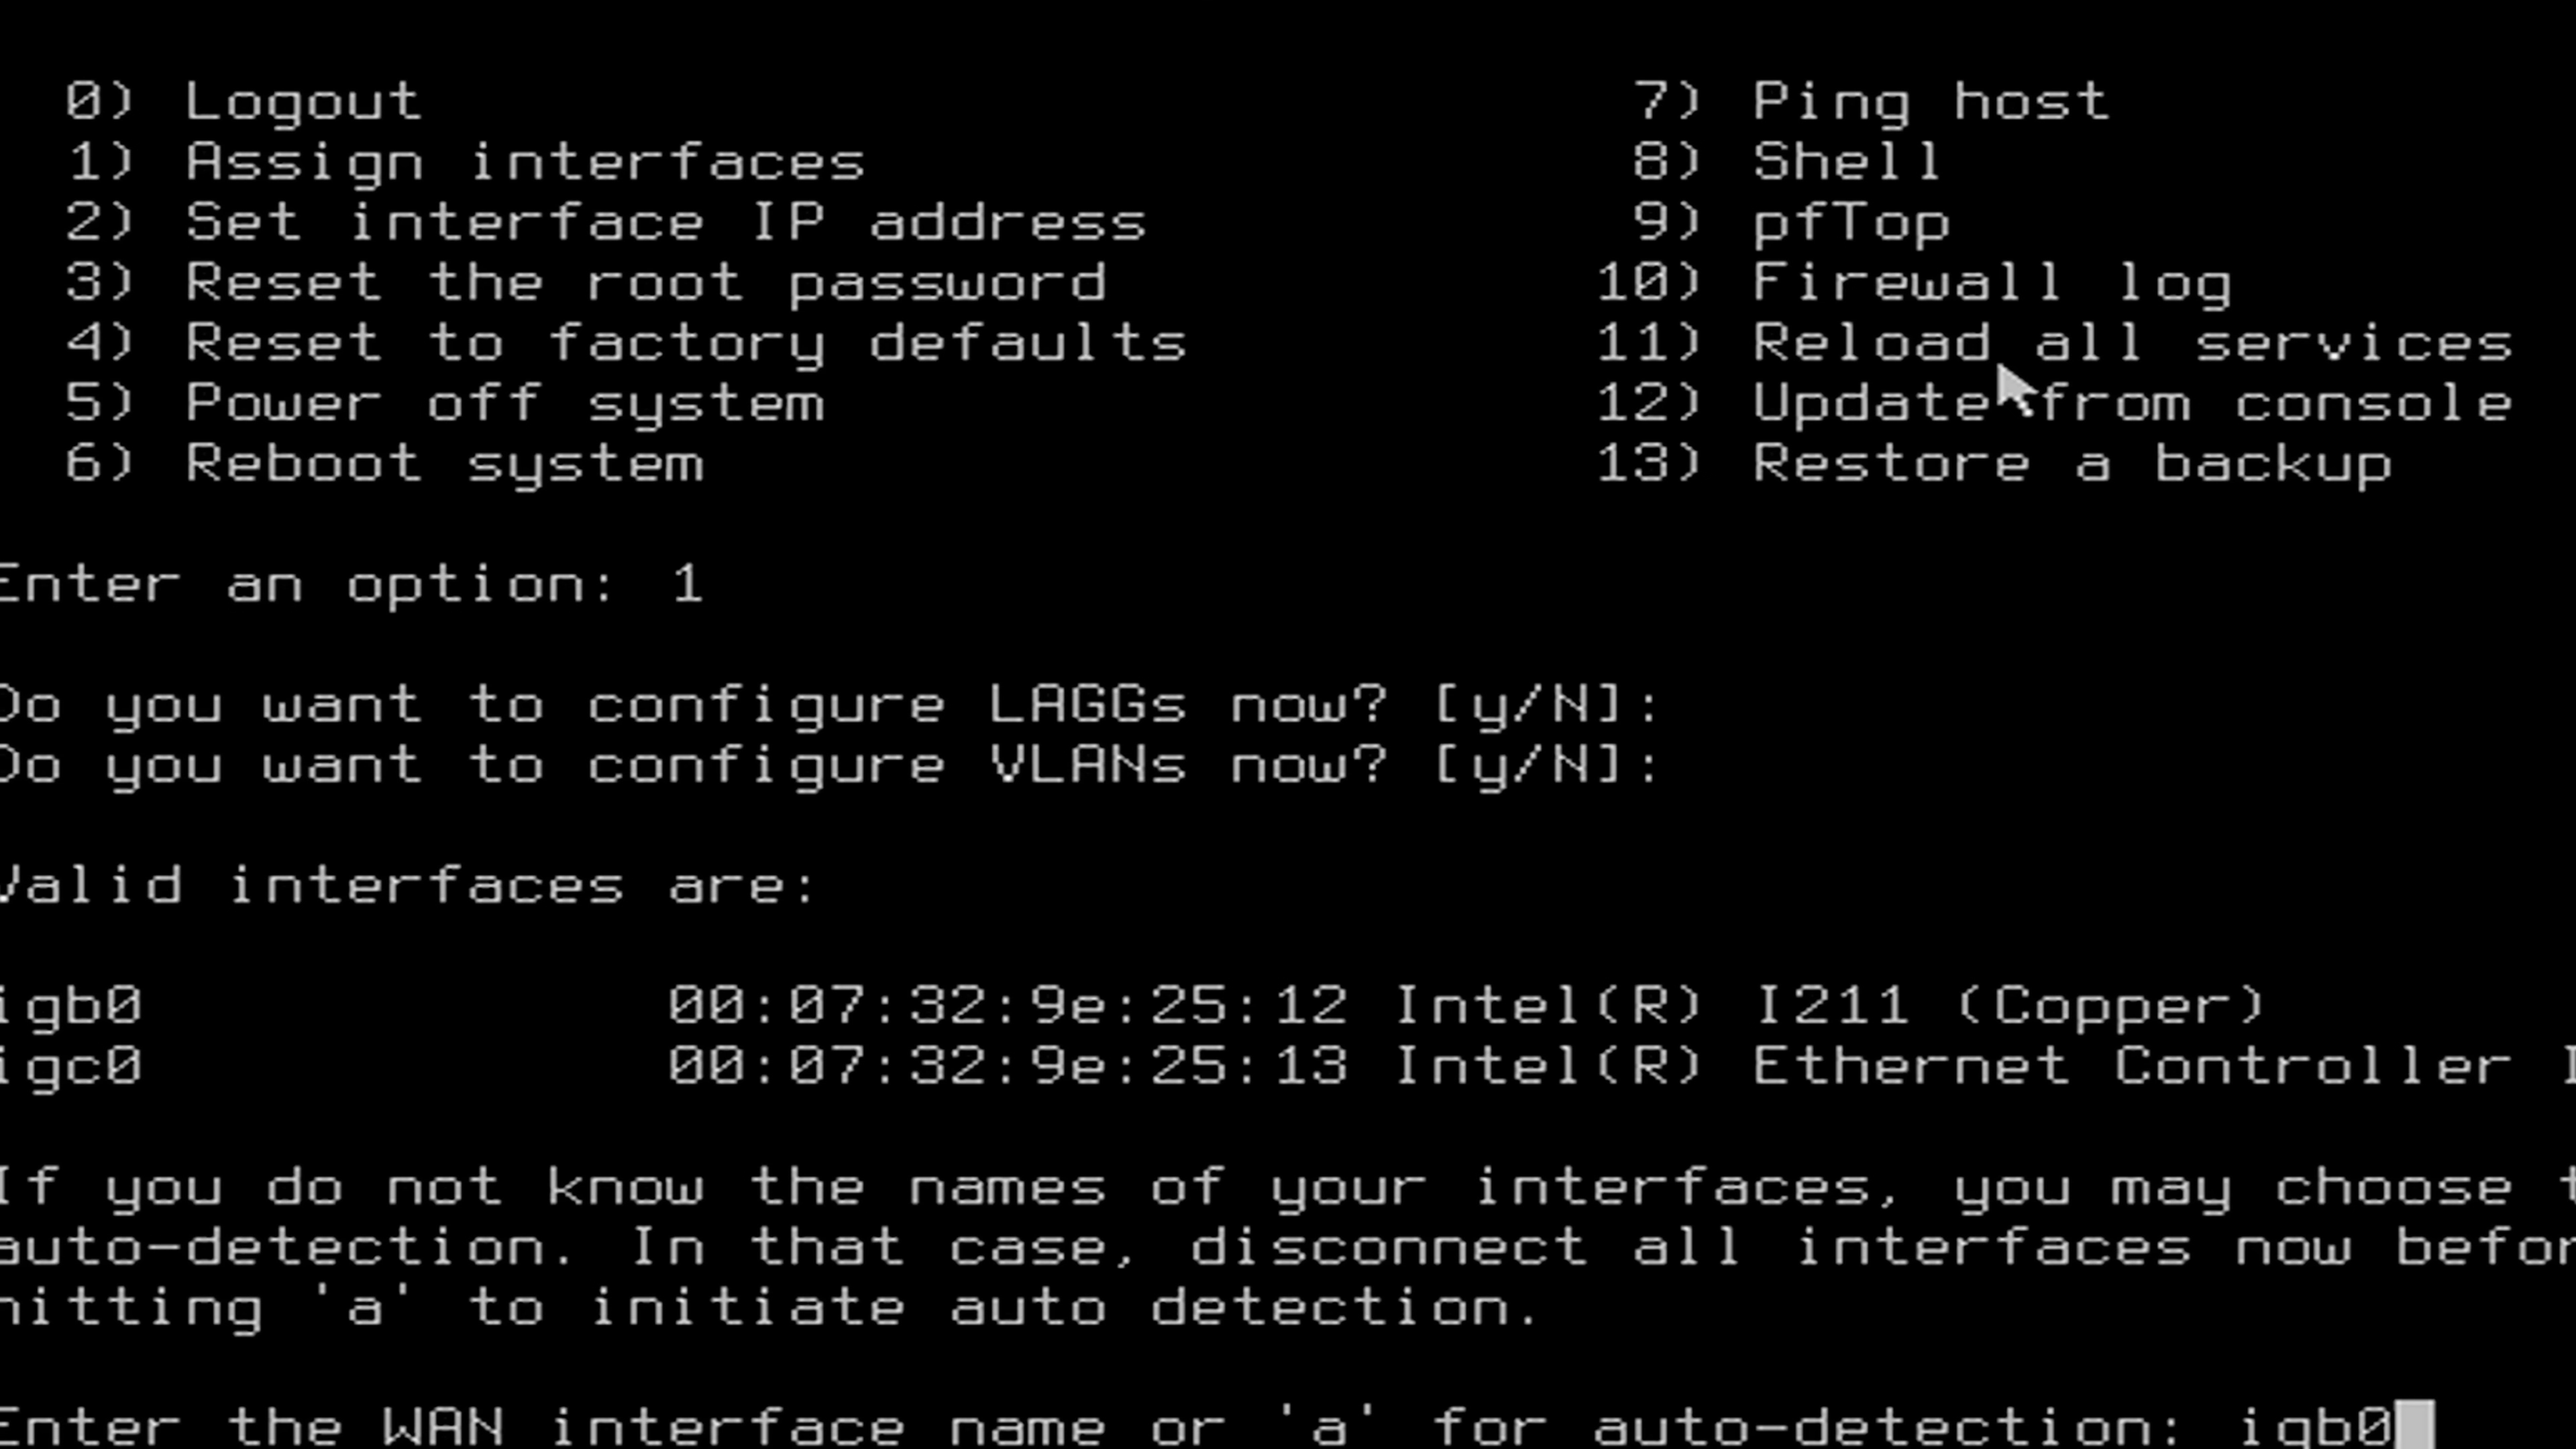 0) Logout 7) Ping host
1) Assign interfaces 8) Shell
2) Set interface IP address 9) pfTop
3) Reset the root password 10) Firewall log
4) Reset to factory defaults 11) Reload all services
5) Power off system 12) Update from console
6) Reboot system 13) Restore a backup
Enter an option: 1
Do you want to configure LAGGs now? [y/N]:
Do you want to configure VLANs now? [y/N]:
Valid interfaces are:
igb0 00:07:32:9e:25:12 Intel(R) I211 (Copper)
igc0 00:07:32:9e:25:13 Intel(R) Ethernet Controller I
If you do not know the names of your interfaces, you may choose t
auto-detection. In that case, disconnect all interfaces now befor
hitting 'a' to initiate auto detection.
Enter the WAN interface name or 'a' for auto-detection: igb0